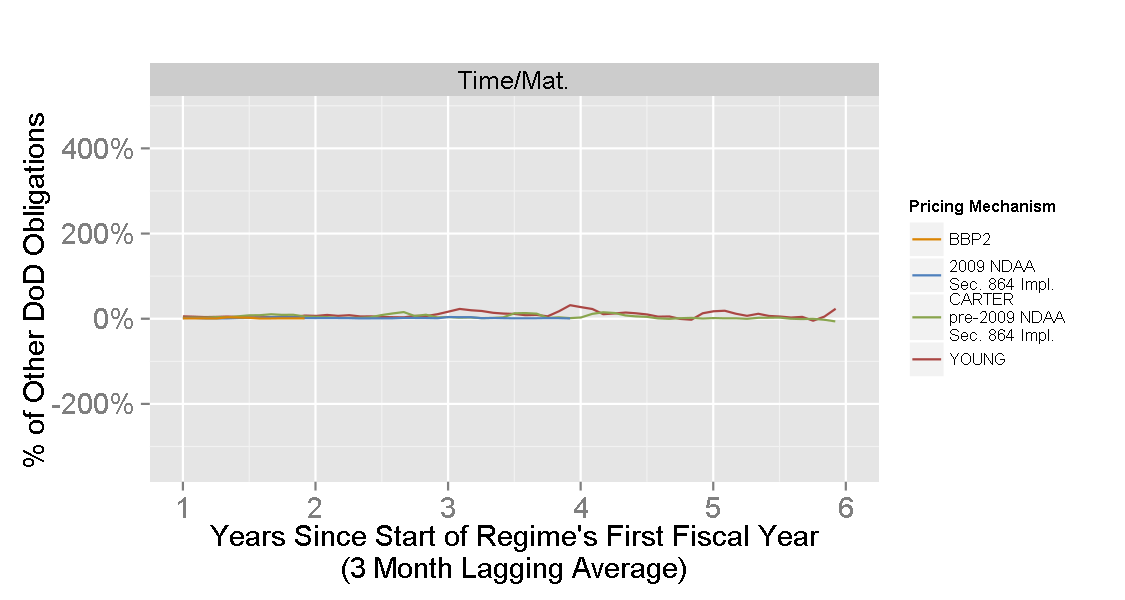 Time/Mat.
% of Other DoD Obligations
400%
200%
0%
-200%
1 2 3 4 5 6
Years Since Start of Regime's First Fiscal Year
(3 Month Lagging Average)
Pricing Mechanism
BBP2
2009 NDAA
Sec. 864 Impl.
CARTER
pre-2009 NDAA
Sec. 864 Impl.
YOUNG